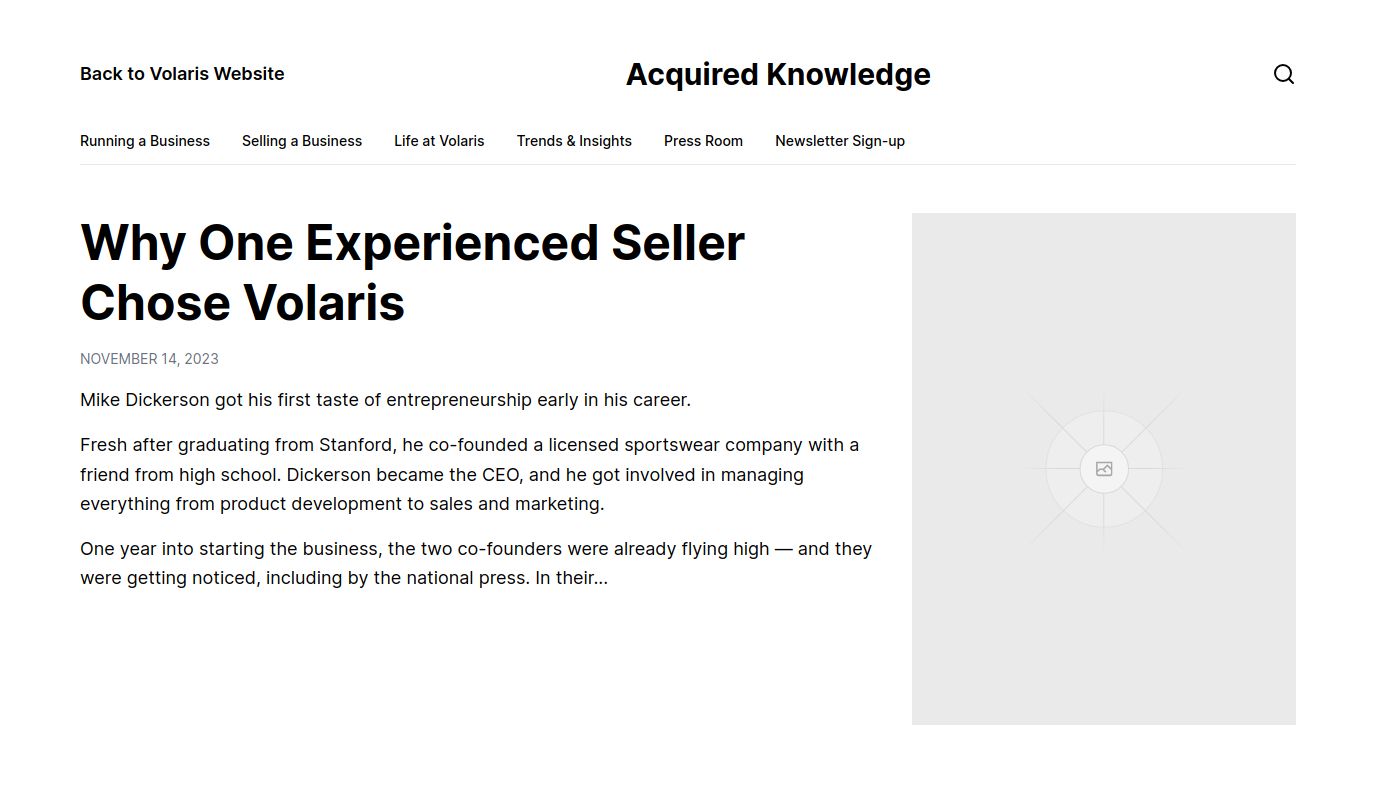 Back to Volaris Website
Acquired Knowledge
Running a Business
Selling a Business
Life at Volaris
Trends & Insights
Press Room
Newsletter Sign-up
Why One Experienced Seller
Chose Volaris
NOVEMBER 14, 2023
Mike Dickerson got his first taste of entrepreneurship early in his career.
Fresh after graduating from Stanford, he co-founded a licensed sportswear company with a
friend from high school. Dickerson became the CEO, and he got involved in managing
everything from product development to sales and marketing.
One year into starting the business, the two co-founders were already flying high — and they
were getting noticed, including by the national press. In their...